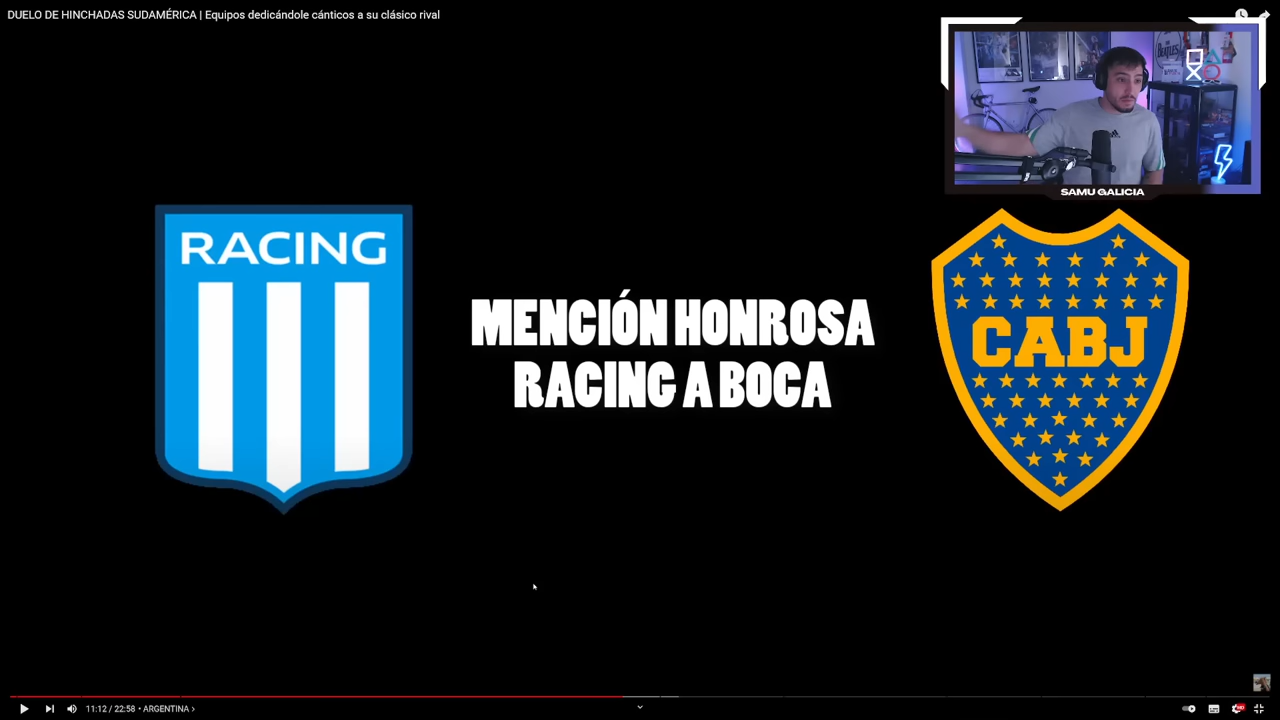 DUELO DE HINCHADAS SUDAMÉRICA | Equipos dedicándole cánticos a su clásico rival
SAMU GALICIA
RACING
MENCIÓN HONROSA
RACING A BOCA
CABJ
11:12 / 22:58 • ARGENTINA ›
HD